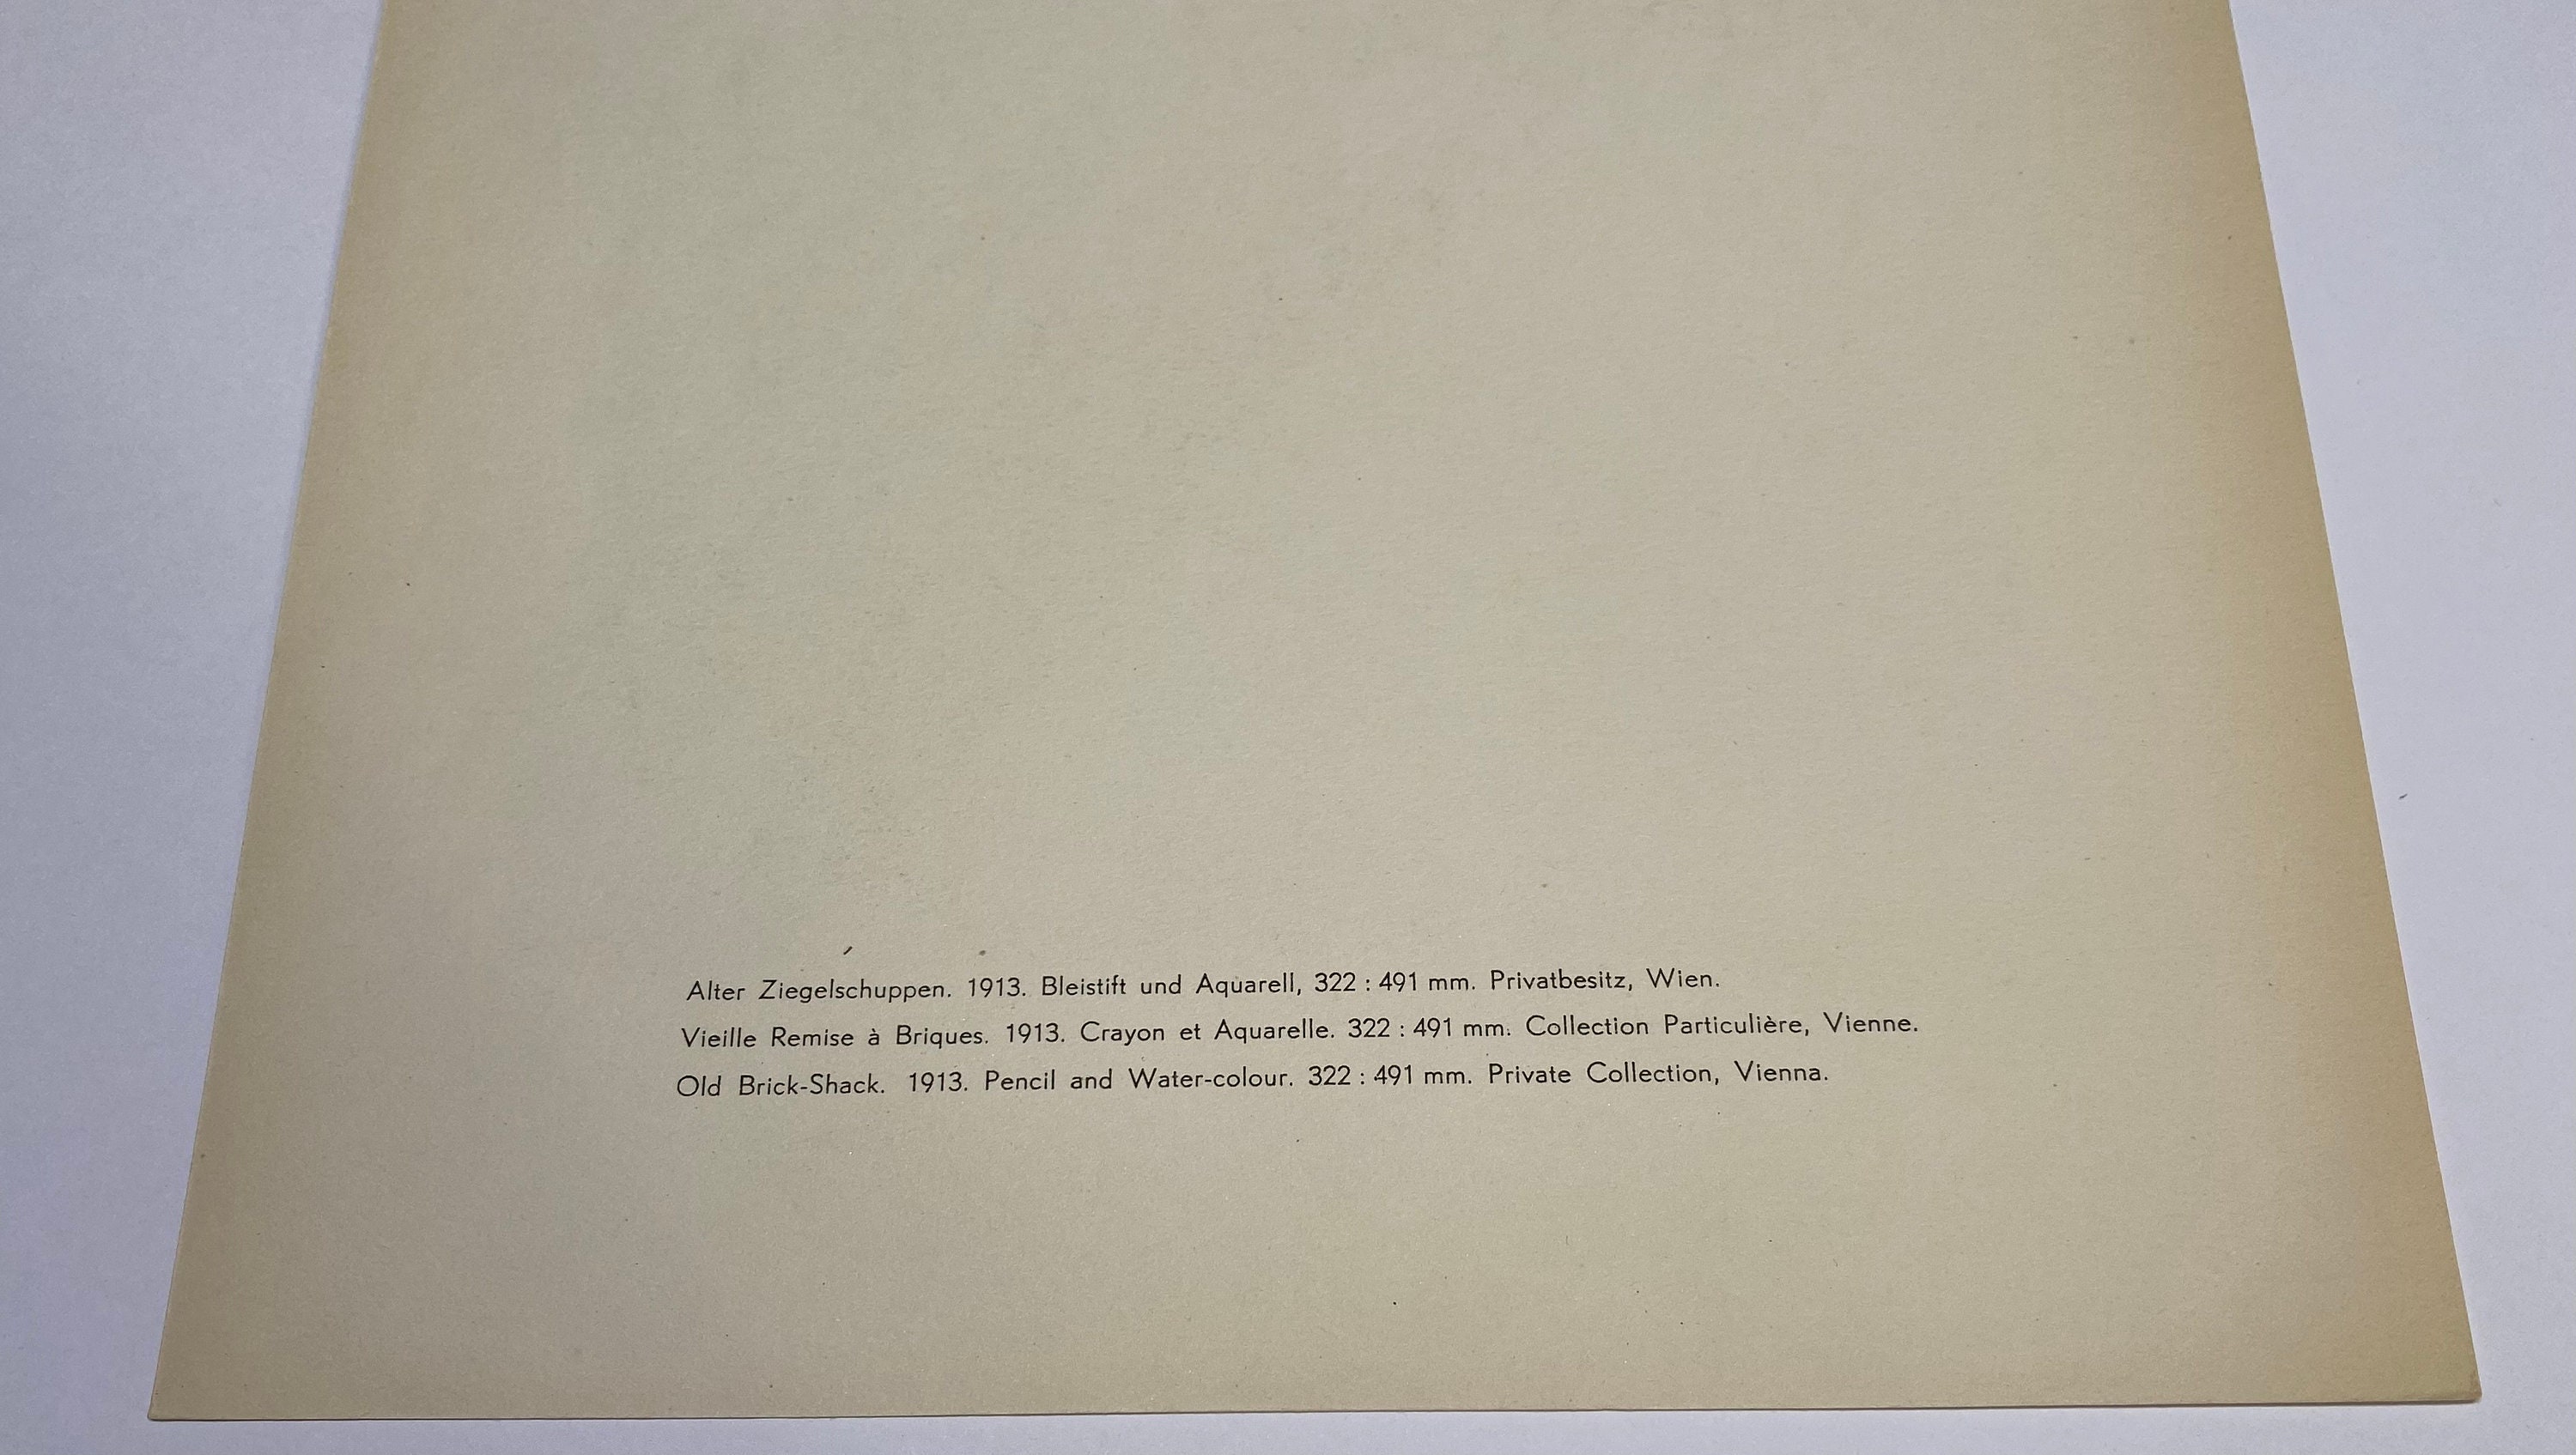 Alter Ziegelschuppen. 1913. Bleistift und Aquarell, 322 : 491 mm. Privatbesitz, Wien.
Vieille Remise à Briques. 1913. Crayon et Aquarelle. 322 : 491 mm. Collection Particulière, Vienne.
Old Brick-Shack. 1913. Pencil and Water-colour. 322 : 491 mm. Private Collection, Vienna.